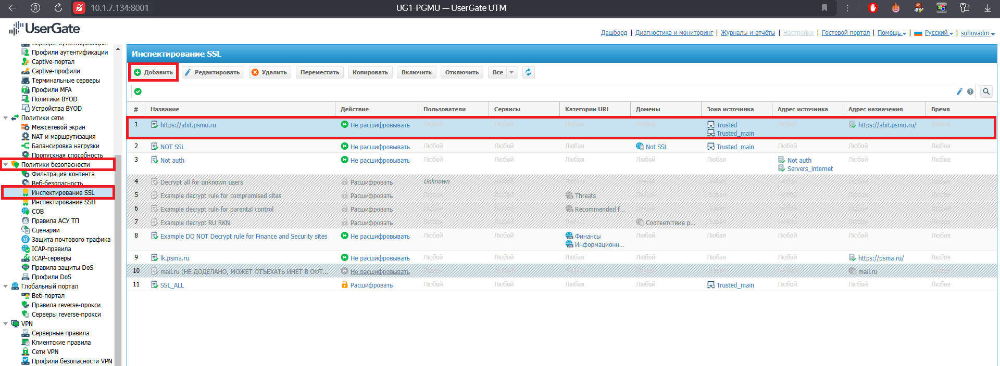 10.1.7.134:8001
UG1-PGMU — UserGate UTM
UserGate
Дашборд | Диагностика и мониторинг | Журналы и отчёты | Настройки | Гостевой портал | Помощь | Русский | suhovadm
Серверы аутентификации
Профили аутентификации
Captive-портал
Captive-профили
Терминальные серверы
Профили MFA
Политики BYOD
Устройства BYOD
Политики сети
Межсетевой экран
NAT и маршрутизация
Балансировка нагрузки
Пропускная способность
Политики безопасности
Фильтрация контента
Веб-безопасность
Инспектирование SSL
Инспектирование SSH
СОВ
Правила АСУ ТП
Сценарии
Защита почтового трафика
ICAP-правила
ICAP-серверы
Правила защиты DoS
Профили DoS
Глобальный портал
Веб-портал
Правила reverse-прокси
Серверы reverse-прокси
VPN
Серверные правила
Клиентские правила
Сети VPN
Профили безопасности VPN
Инспектирование SSL
Добавить Редактировать Удалить Переместить Копировать Включить Отключить Все
# Название Действие Пользователи Сервисы Категории URL Домены Зона источника Адрес источника Адрес назначения Время
1 https://abit.psmu.ru Не расшифровывать Любой Любой Любая Любой Trusted Любой https://abit.psmu.ru/ Любое
Trusted_main
2 NOT SSL Не расшифровывать Любой Любой Любая Not SSL Trusted_main Любой Любой Любое
3 Not auth Не расшифровывать Любой Любой Любая Любой Любая Not auth Любой Любое
Servers_internet
4 Decrypt all for unknown users Расшифровать Unknown Любой Любая Любой Любая Любой Любой Любое
5 Example decrypt rule for compromised sites Расшифровать Любой Любой Threats Любой Любая Любой Любой Любое
6 Example decrypt rule for parental control Расшифровать Любой Любой Recommended f... Любой Любая Любой Любой Любое
7 Example decrypt RU RKN Расшифровать Любой Любой Любая Соответствие р... Любая Любой Любой Любое
8 Example DO NOT Decrypt rule for Finance and Security sites Не расшифровывать Любой Любой Финансы Любой Любая Любой Любой Любое
Информационн...
9 lk.psma.ru Не расшифровывать Любой Любой Любая Любой Любая Любой https://psma.ru/ Любое
10 mail.ru (НЕ ДОДЕЛАНО, МОЖЕТ ОТЪЕХАТЬ ИНЕТ В ОФТ... Не расшифровывать Любой Любой Любая Любой Любая Любой mail.ru Любое
11 SSL_ALL Расшифровать Любой Любой Любая Любой Trusted_main Любой Любой Любое